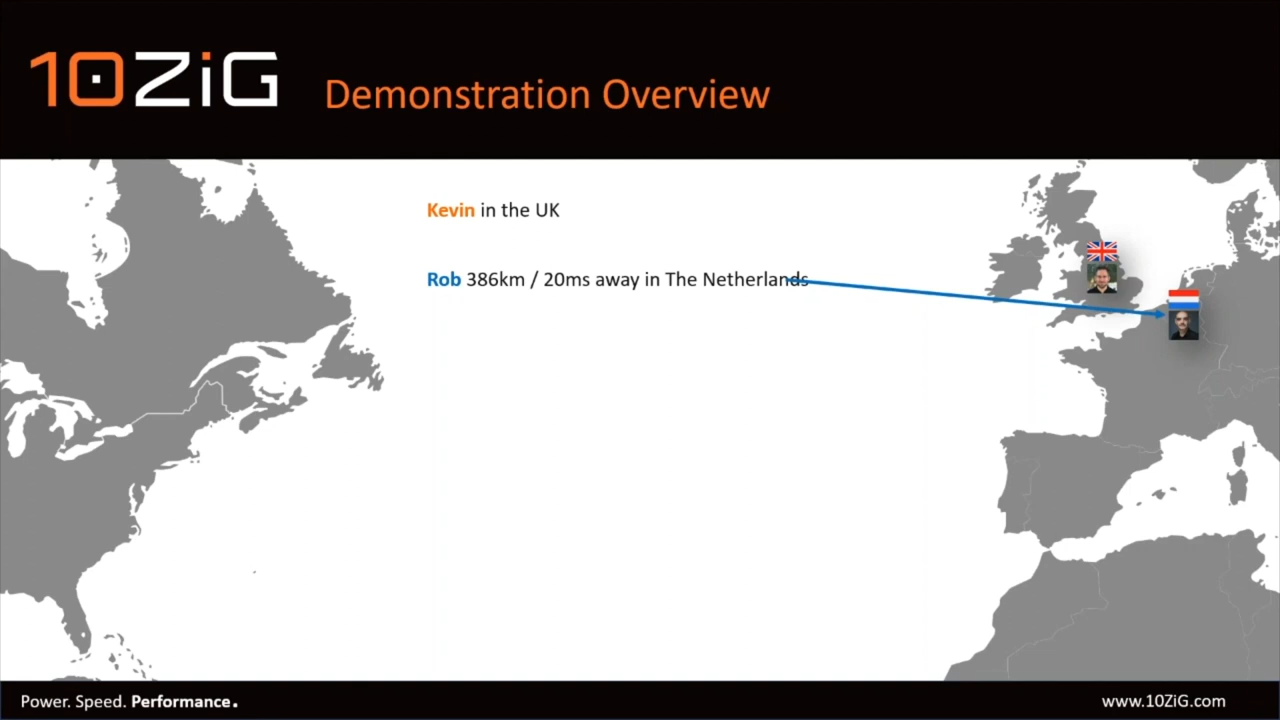 10ZiG
Demonstration Overview
Kevin in the UK
Rob 386km / 20ms away in The Netherlands
Power. Speed. Performance.
www.10ZiG.com